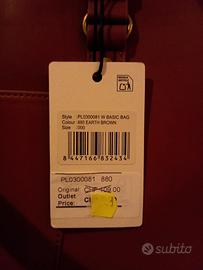 Style : PL0300081 W BASIC BAG
Colour : 880 EARTH BROWN
Size : 000
8 447166 832434
PL0300081 880
Original: CHF 109.00
Outlet
Price:
subito